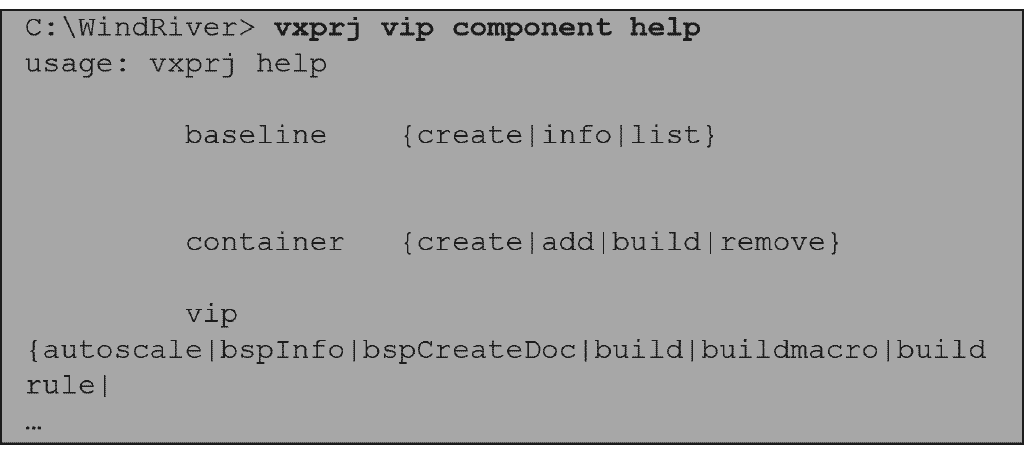 C:\WindRiver> vxprj vip component help
usage: vxprj help
baseline {create|info|list}
container {create|add|build|remove}
vip
{autoscale|bspInfo|bspCreateDoc|build|buildmacro|build
rule|
…